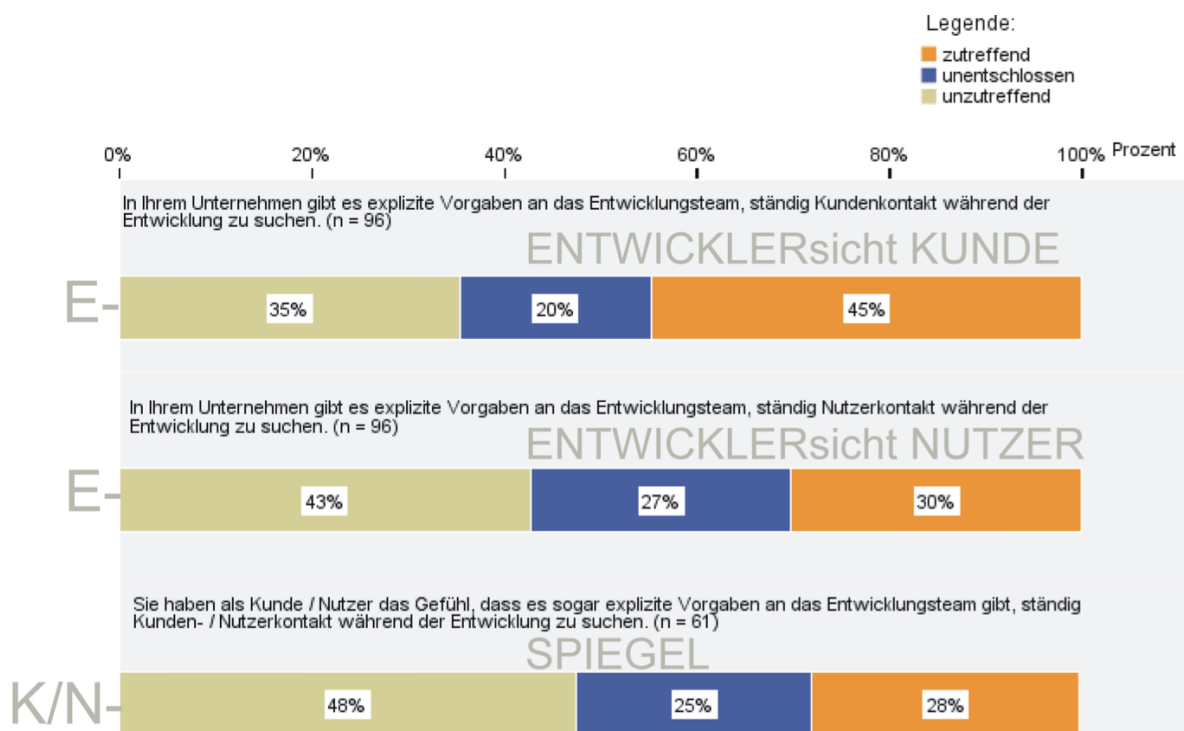 Legende:
zutreffend
unentschlossen
unzutreffend
0% 20% 40% 60% 80% 100% Prozent
In Ihrem Unternehmen gibt es explizite Vorgaben an das Entwicklungsteam, ständig Kundenkontakt während der
Entwicklung zu suchen. (n = 96)
ENTWICKLERsicht KUNDE
E-
35% 20% 45%
In Ihrem Unternehmen gibt es explizite Vorgaben an das Entwicklungsteam, ständig Nutzerkontakt während der
Entwicklung zu suchen. (n = 96)
ENTWICKLERsicht NUTZER
E-
43% 27% 30%
Sie haben als Kunde / Nutzer das Gefühl, dass es sogar explizite Vorgaben an das Entwicklungsteam gibt, ständig
Kunden- / Nutzerkontakt während der Entwicklung zu suchen. (n = 61)
SPIEGEL
K/N-
48% 25% 28%